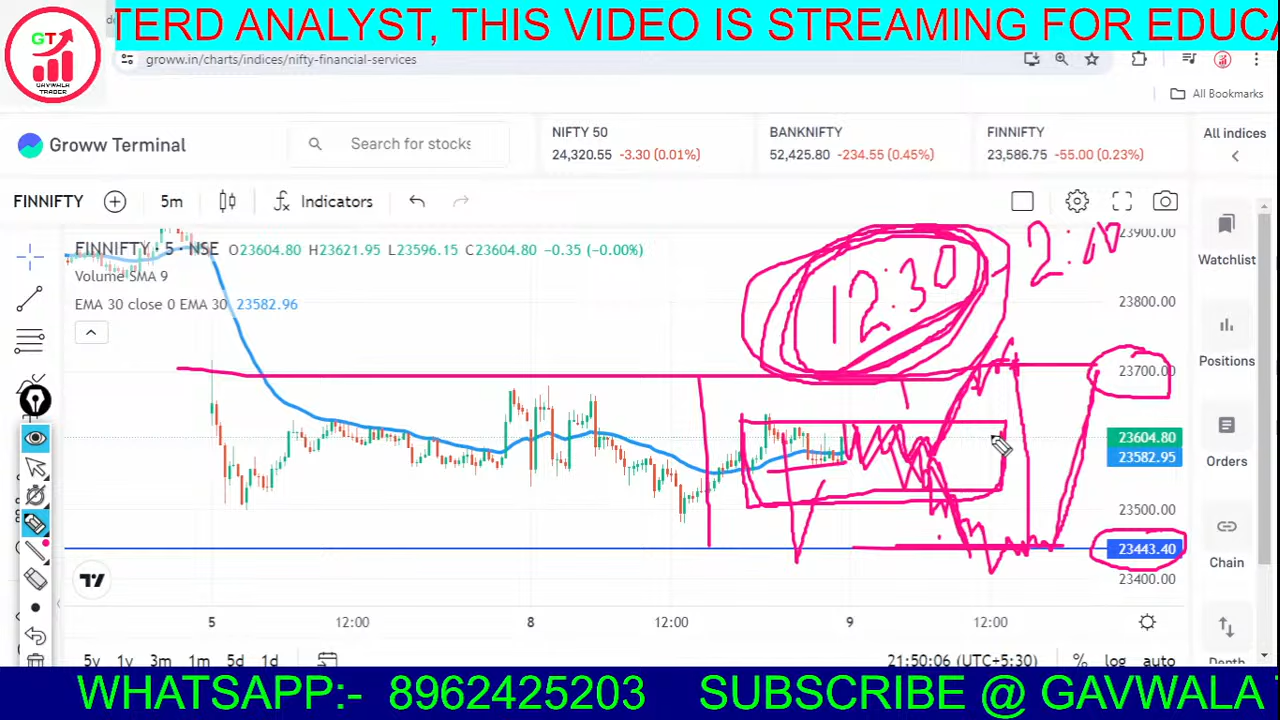 TERD ANALYST, THIS VIDEO IS STREAMING FOR EDUCA
GT
GAVWALA
TRADER
groww.in/charts/indices/nifty-financial-services
All Bookmarks
Groww Terminal
Search for stocks
NIFTY 50
24,320.55 -3.30 (0.01%)
BANKNIFTY
52,425.80 -234.55 (0.45%)
FINNIFTY
23,586.75 -55.00 (0.23%)
All indices
FINNIFTY
5m
Indicators
FINNIFTY · 5 · NSE O23604.80 H23621.95 L23596.15 C23604.80 −0.35 (−0.00%)
Volume SMA 9
EMA 30 close 0 EMA 30 23582.96
12:30
2:00
23900.00
23800.00
23700.00
23604.80
23582.95
23500.00
23443.40
23400.00
Watchlist
Positions
Orders
Chain
Depth
5 12:00 8 12:00 9 12:00
5y 1y 3m 1m 5d 1d
21:50:06 (UTC+5:30) % log auto
WHATSAPP:- 8962425203 SUBSCRIBE @ GAVWALA T